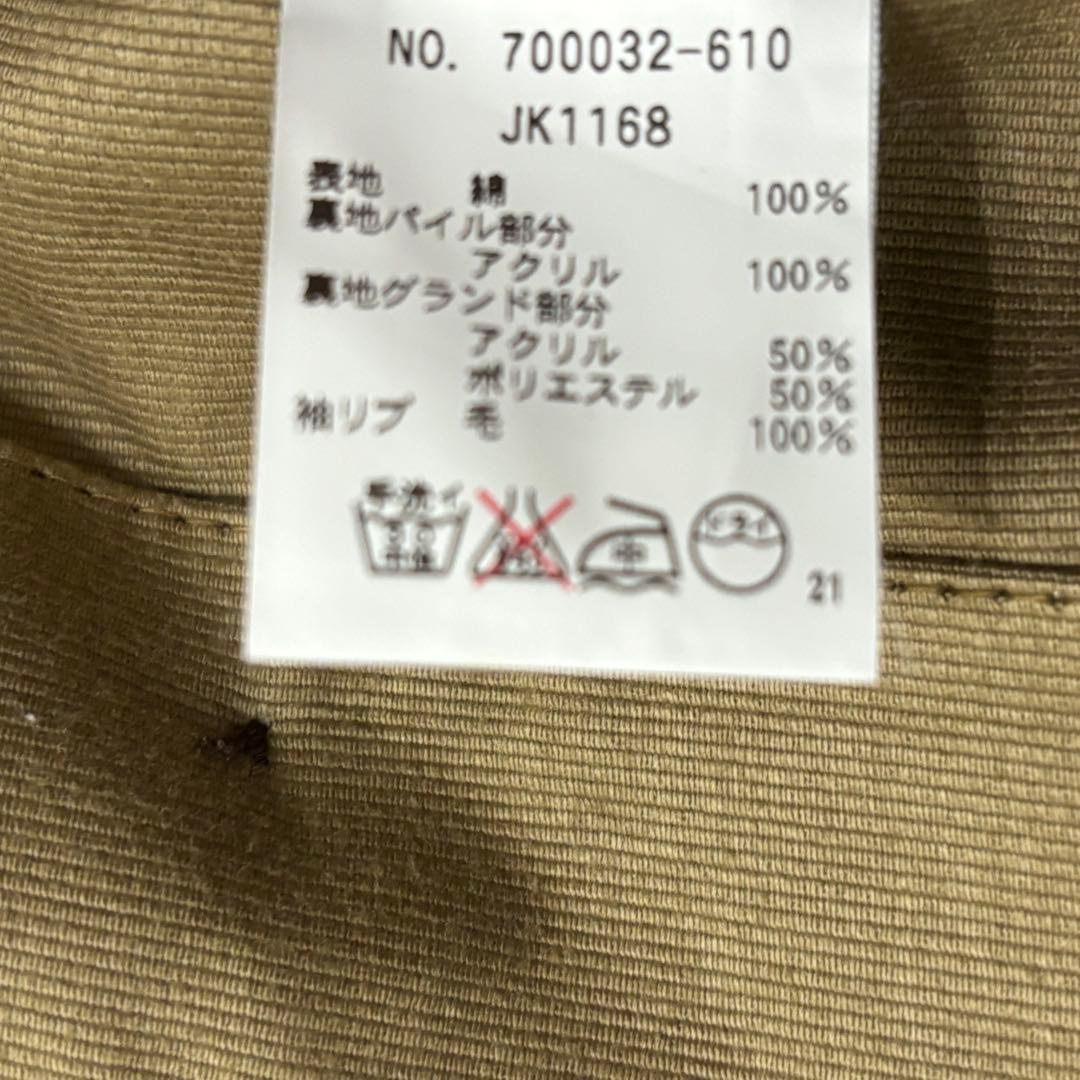 NO. 700032-610
JK1168
表地 綿 100%
裏地パイル部分
アクリル 100%
裏地グランド部分
アクリル 50%
ポリエステル 50%
袖リブ 毛 100%
手洗イ
30
中性
中
ドライ
21